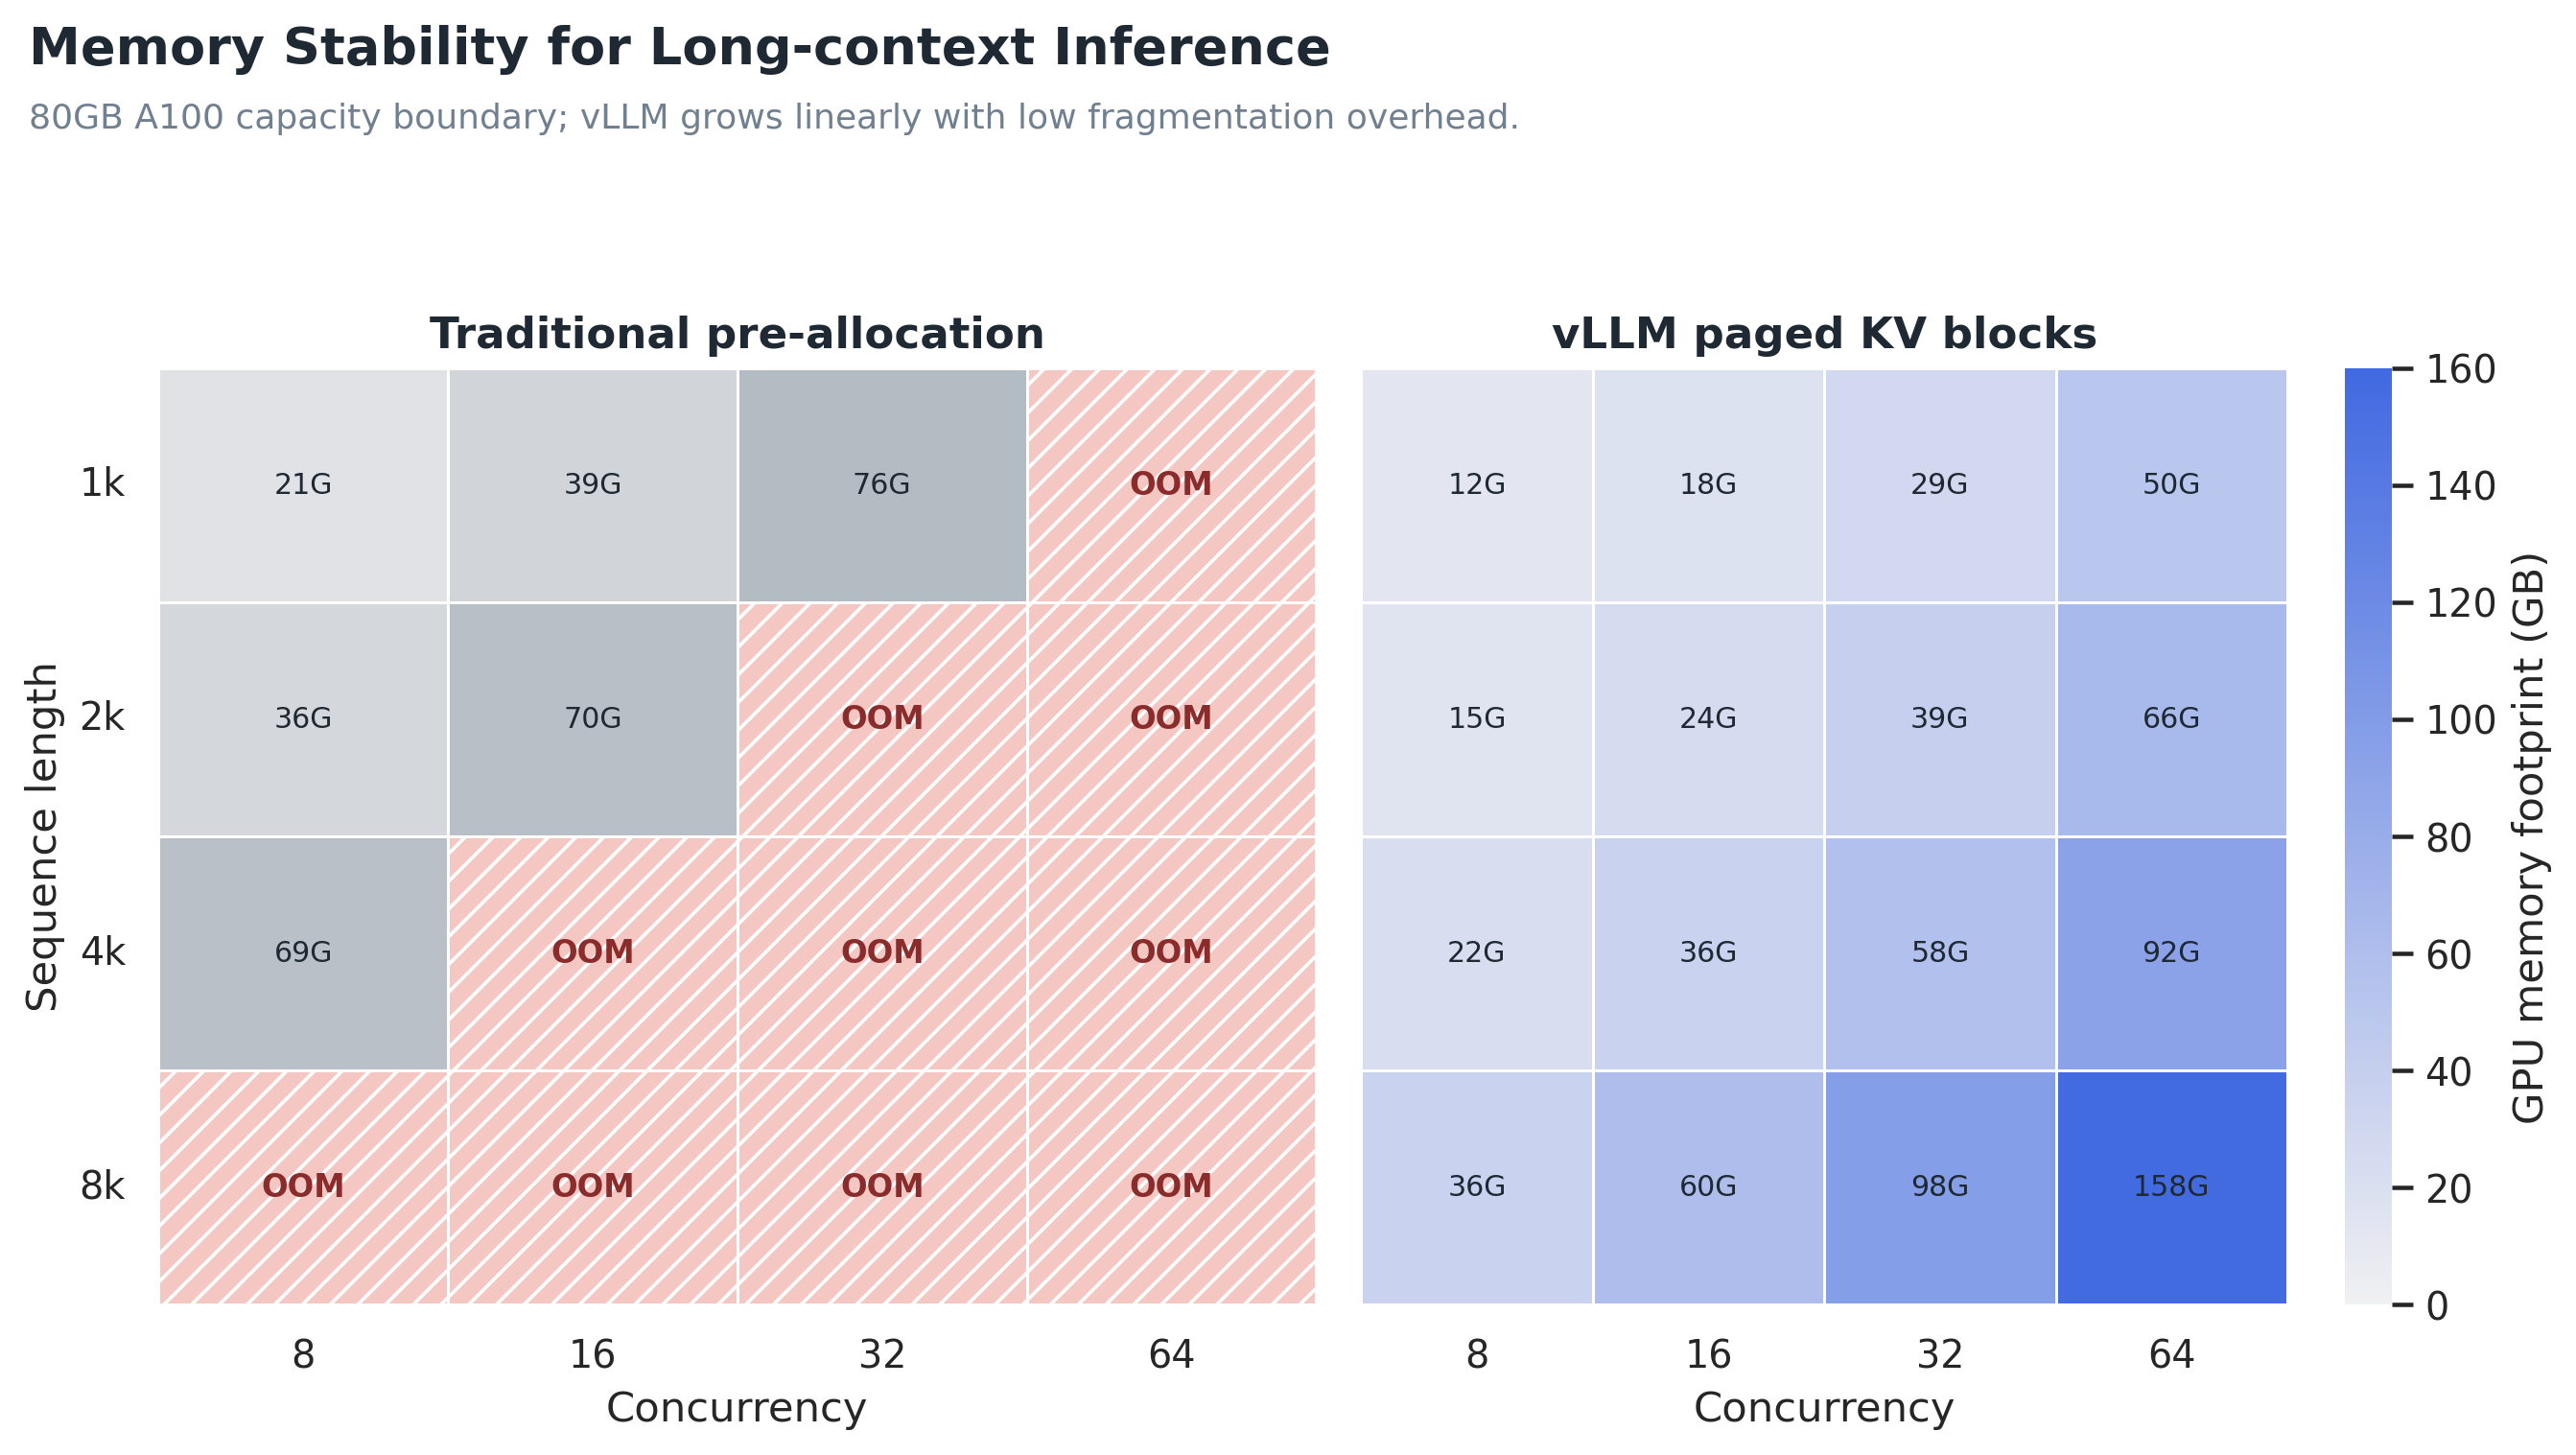 Memory Stability for Long-context Inference
80GB A100 capacity boundary; vLLM grows linearly with low fragmentation overhead.
Traditional pre-allocation
Sequence length
1k 21G 39G 76G OOM
2k 36G 70G OOM OOM
4k 69G OOM OOM OOM
8k OOM OOM OOM OOM
8 16 32 64
Concurrency
vLLM paged KV blocks
12G 18G 29G 50G
15G 24G 39G 66G
22G 36G 58G 92G
36G 60G 98G 158G
8 16 32 64
Concurrency
160
140
120
100
80
60
40
20
0
GPU memory footprint (GB)